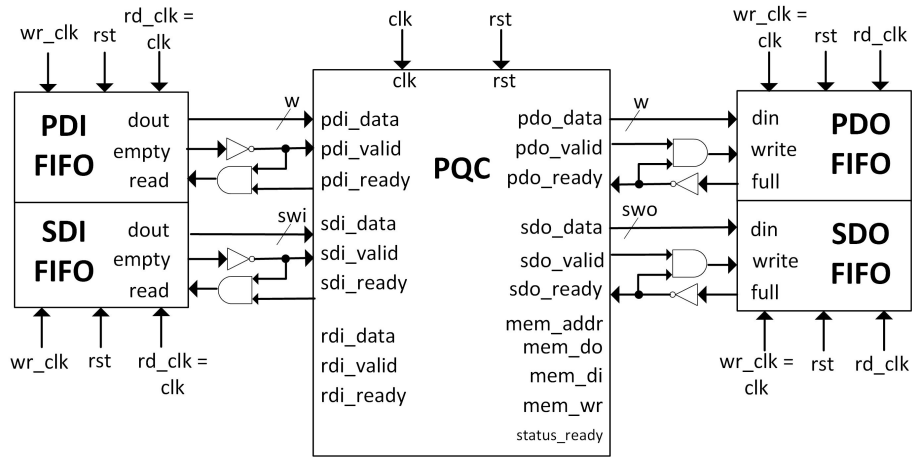 wr_clk
rst
rd_clk =
clk
clk
rst
wr_clk =
clk
rst
rd_clk
PDI
FIFO
dout
empty
read
w
clk
rst
pdi_data
pdi_valid
pdi_ready
PQC
pdo_data
pdo_valid
pdo_ready
w
din
write
full
PDO
FIFO
SDI
FIFO
dout
empty
read
swi
sdi_data
sdi_valid
sdi_ready
sdo_data
sdo_valid
sdo_ready
swo
din
write
full
SDO
FIFO
rdi_data
rdi_valid
rdi_ready
mem_addr
mem_do
mem_di
mem_wr
status_ready
wr_clk
rst
rd_clk =
clk
wr_clk =
clk
rst
rd_clk